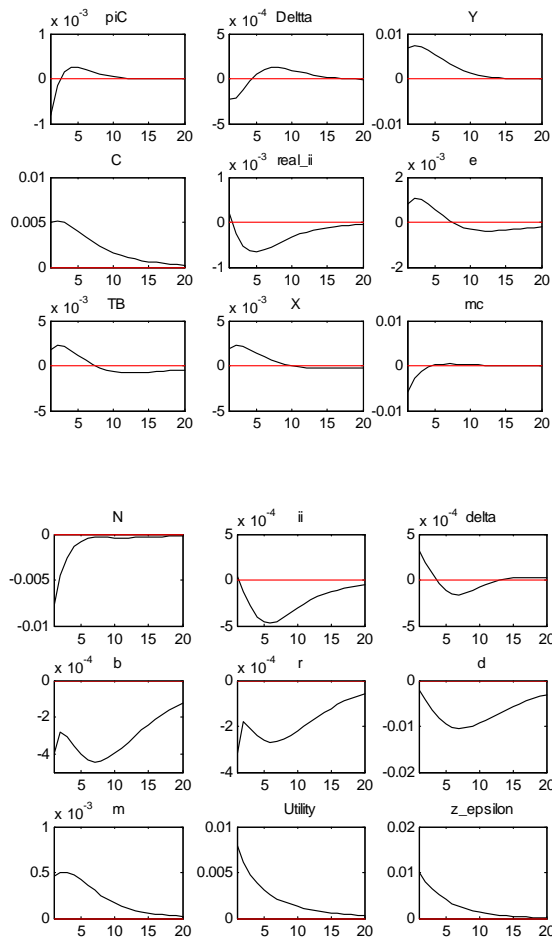 x 10⁻³ piC x 10⁻⁴ Deltta Y
1 5 0.01
0 0 0
-1 -5 -0.01
5 10 15 20 5 10 15 20 5 10 15 20
C x 10⁻³ real_ii x 10⁻³ e
0.01 1 2
0.005 0 0
0 -1 -2
5 10 15 20 5 10 15 20 5 10 15 20
x 10⁻³ TB x 10⁻³ X mc
5 5 0.01
0 0 0
-5 -5 -0.01
5 10 15 20 5 10 15 20 5 10 15 20
N x 10⁻⁴ ii x 10⁻⁴ delta
0 5 5
-0.005 0 0
-0.01 -5 -5
5 10 15 20 5 10 15 20 5 10 15 20
x 10⁻⁴ b x 10⁻⁴ r d
0 0 0
-2 -2 -0.01
-4 -4 -0.02
5 10 15 20 5 10 15 20 5 10 15 20
x 10⁻³ m Utility z_epsilon
1 0.01 0.02
0.5 0.005 0.01
0 0 0
5 10 15 20 5 10 15 20 5 10 15 20